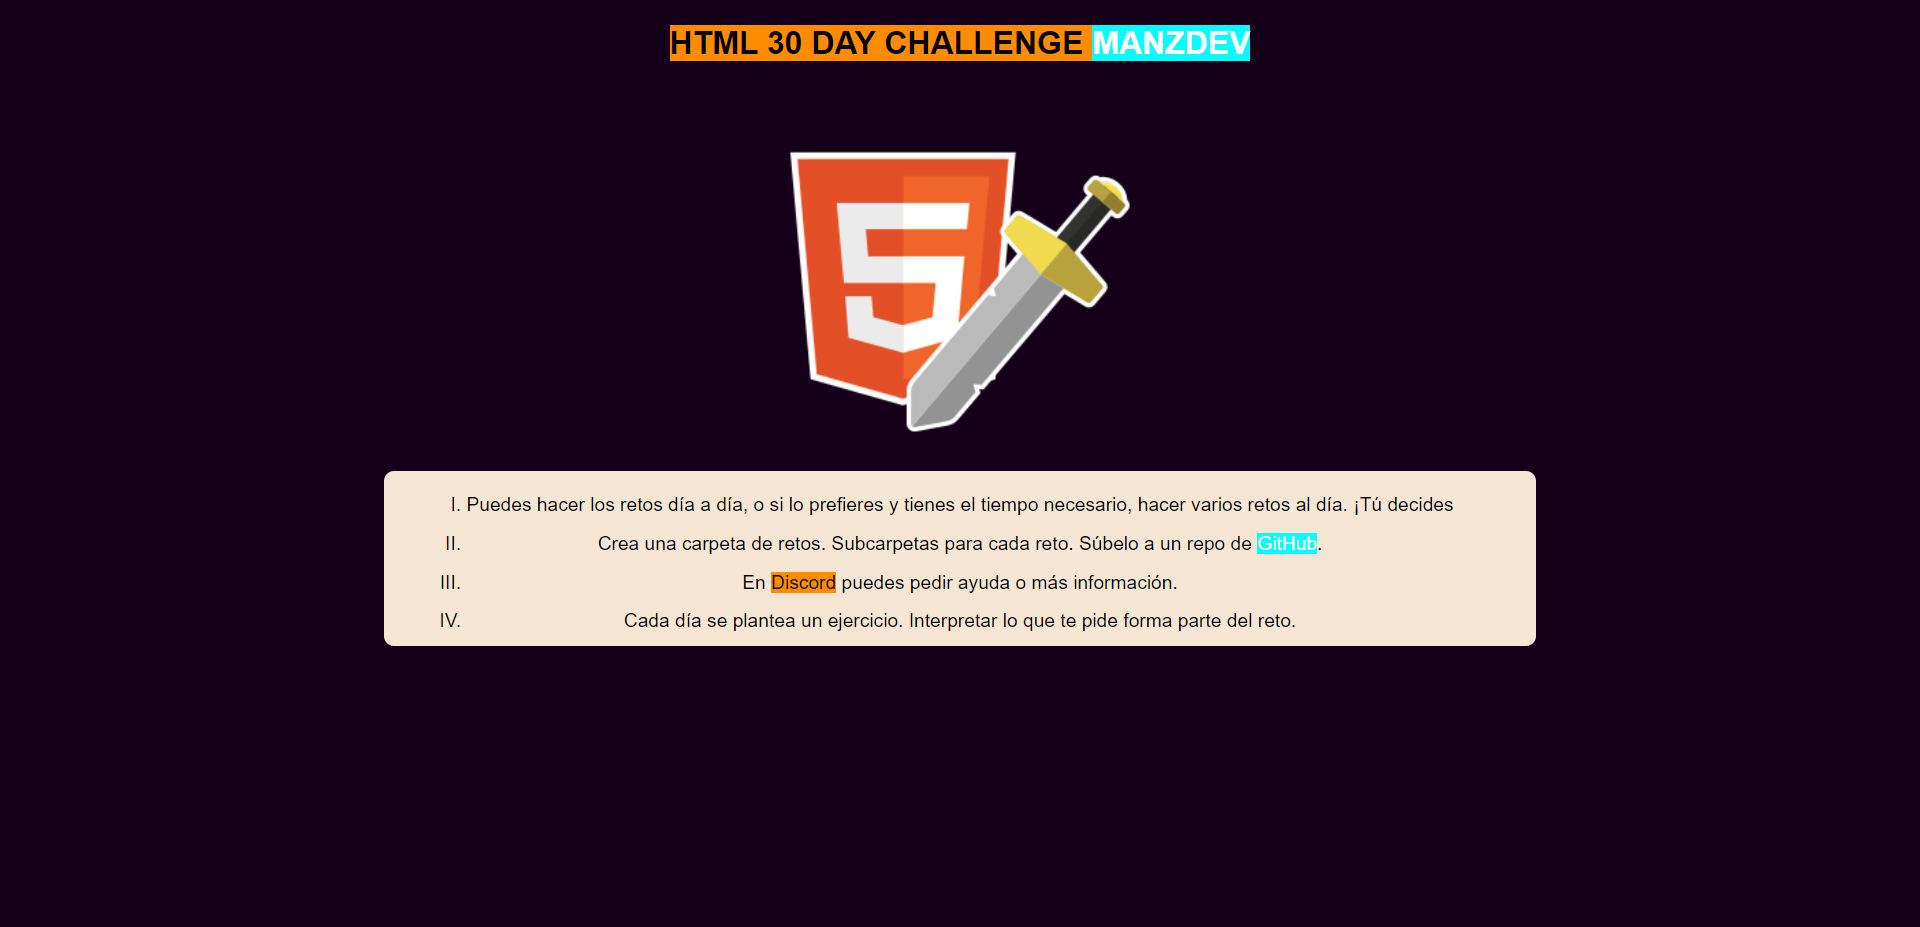 HTML 30 DAY CHALLENGE MANZDEV
5
I. Puedes hacer los retos día a día, o si lo prefieres y tienes el tiempo necesario, hacer varios retos al día. ¡Tú decides
II. Crea una carpeta de retos. Subcarpetas para cada reto. Súbelo a un repo de GitHub.
III. En Discord puedes pedir ayuda o más información.
IV. Cada día se plantea un ejercicio. Interpretar lo que te pide forma parte del reto.